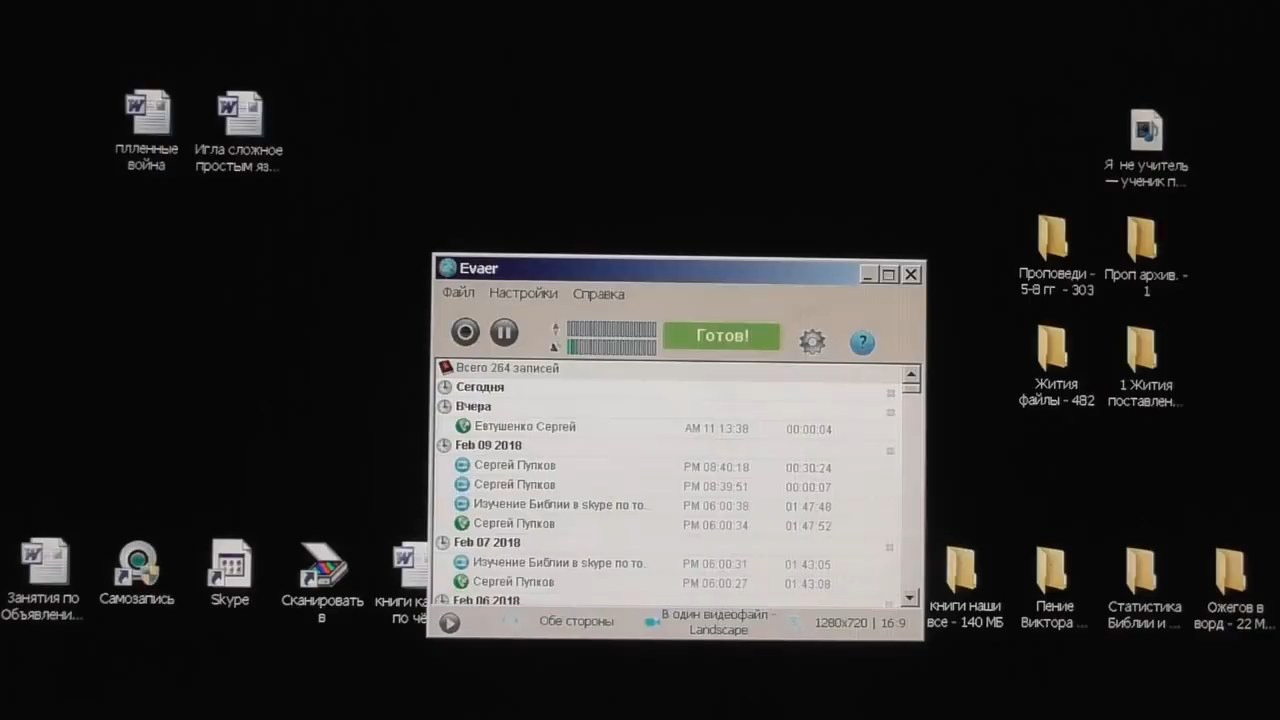 плленные
война
Игла сложное
простым яз...
Я не учитель
— ученик п...
Проповеди -
5-8 гг - 303
Проп архив. -
1
Жития
файлы - 482
1 Жития
поставлен...
Evaer
Файл Настройки Справка
Готов!
?
Всего 264 записей
Сегодня
Вчера
Евтушенко Сергей AM 11:13:38 00:00:04
Feb 09 2018
Сергей Пупков PM 08:40:18 00:30:24
Сергей Пупков PM 08:39:51 00:00:07
Изучение Библии в skype по то... PM 06:00:38 01:47:48
Сергей Пупков PM 06:00:34 01:47:52
Feb 07 2018
Изучение Библии в skype по то. PM 06:00:31 01:43:05
Сергей Пупков PM 06:00:27 01:43:08
Feb 06 2018
Обе стороны
В один видеофайл -
Landscape
1280x720 | 16:9
Занятия по
Объявлени...
Самозапись
Skype
Сканировать
в
книги ка
по чё
книги наши
все - 140 МБ
Пение
Виктора ...
Статистика
Библии и ...
Ожегов в
ворд - 22 М...